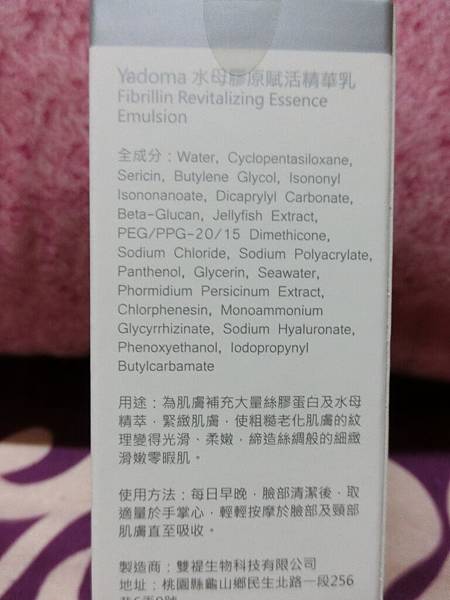 Yedoma 水母膠原賦活精華乳
Fibrillin Revitalizing Essence
Emulsion
全成分：Water, Cyclopentasiloxane,
Sericin, Butylene Glycol, Isononyl
Isononanoate, Dicaprylyl Carbonate,
Beta-Glucan, Jellyfish Extract,
PEG/PPG-20/15 Dimethicone,
Sodium Chloride, Sodium Polyacrylate,
Panthenol, Glycerin, Seawater,
Phormidium Persicinum Extract,
Chlorphenesin, Monoammonium
Glycyrrhizinate, Sodium Hyaluronate,
Phenoxyethanol, Iodopropynyl
Butylcarbamate
用途：為肌膚補充大量絲膠蛋白及水母
精萃，緊緻肌膚，使粗糙老化肌膚的紋
理變得光滑、柔嫩，締造絲綢般的細緻
滑嫩零暇肌。
使用方法：每日早晚，臉部清潔後，取
適量於手掌心，輕輕按摩於臉部及頸部
肌膚直至吸收。
製造商：雙褆生物科技有限公司
地址：桃園縣龜山鄉民生北路一段256